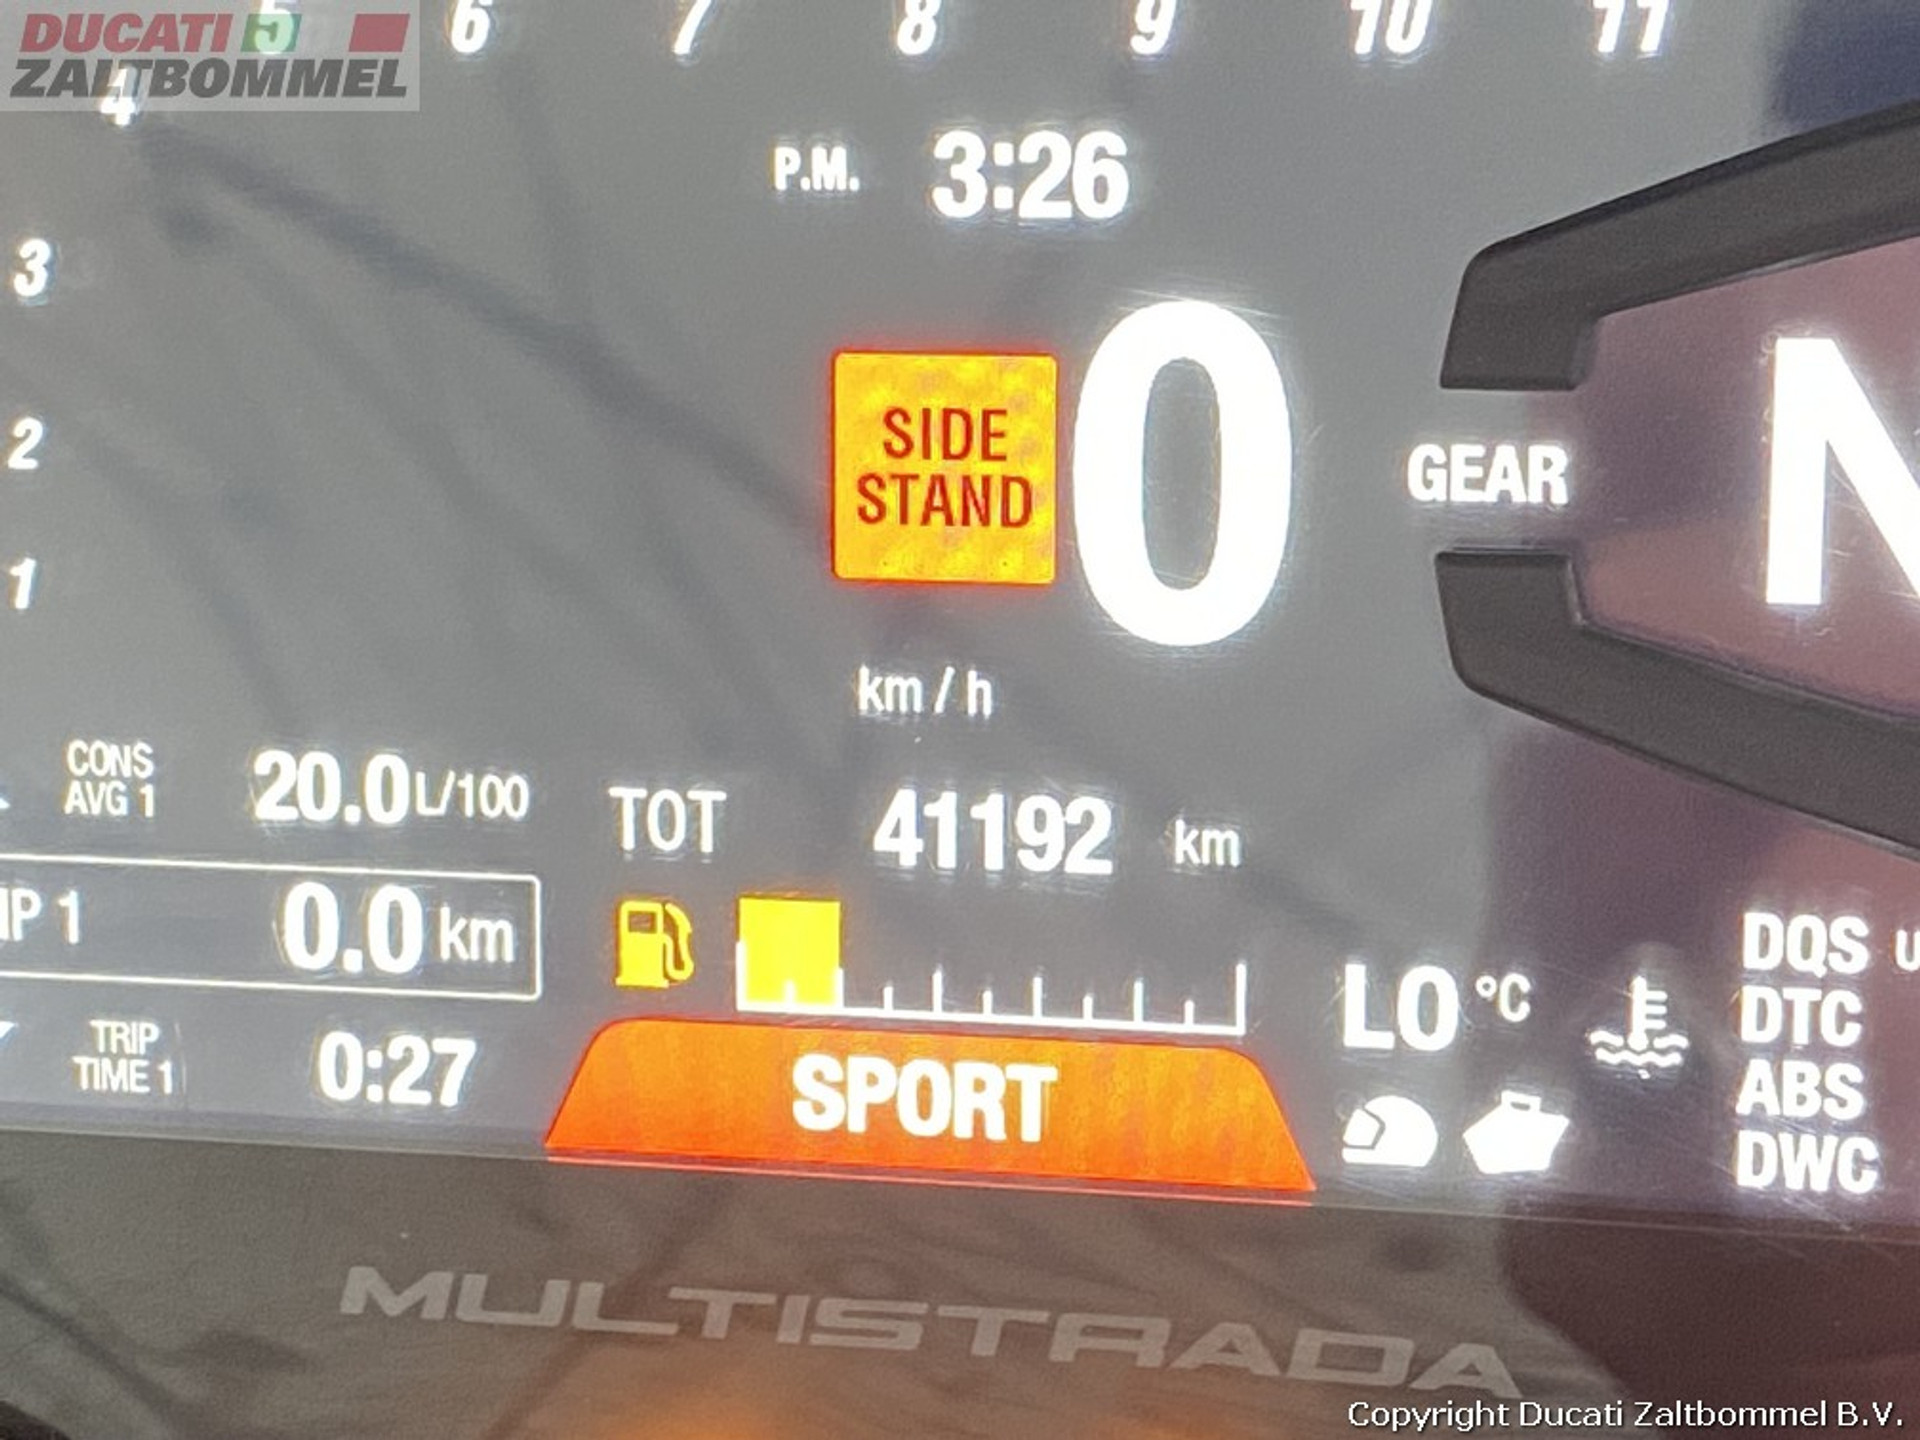 DUCATI
ZALTBOMMEL
5 6 7 8 9 10 11
4
3
2
1
P.M. 3:26
SIDE
STAND
0
GEAR
N
km/h
CONS
AVG 1
20.0 L/100
TOT 41192 km
IP 1 0.0 km
TRIP
TIME 1
0:27
SPORT
LO °C
DQS
DTC
ABS
DWC
MULTISTRADA
Copyright Ducati Zaltbommel B.V.